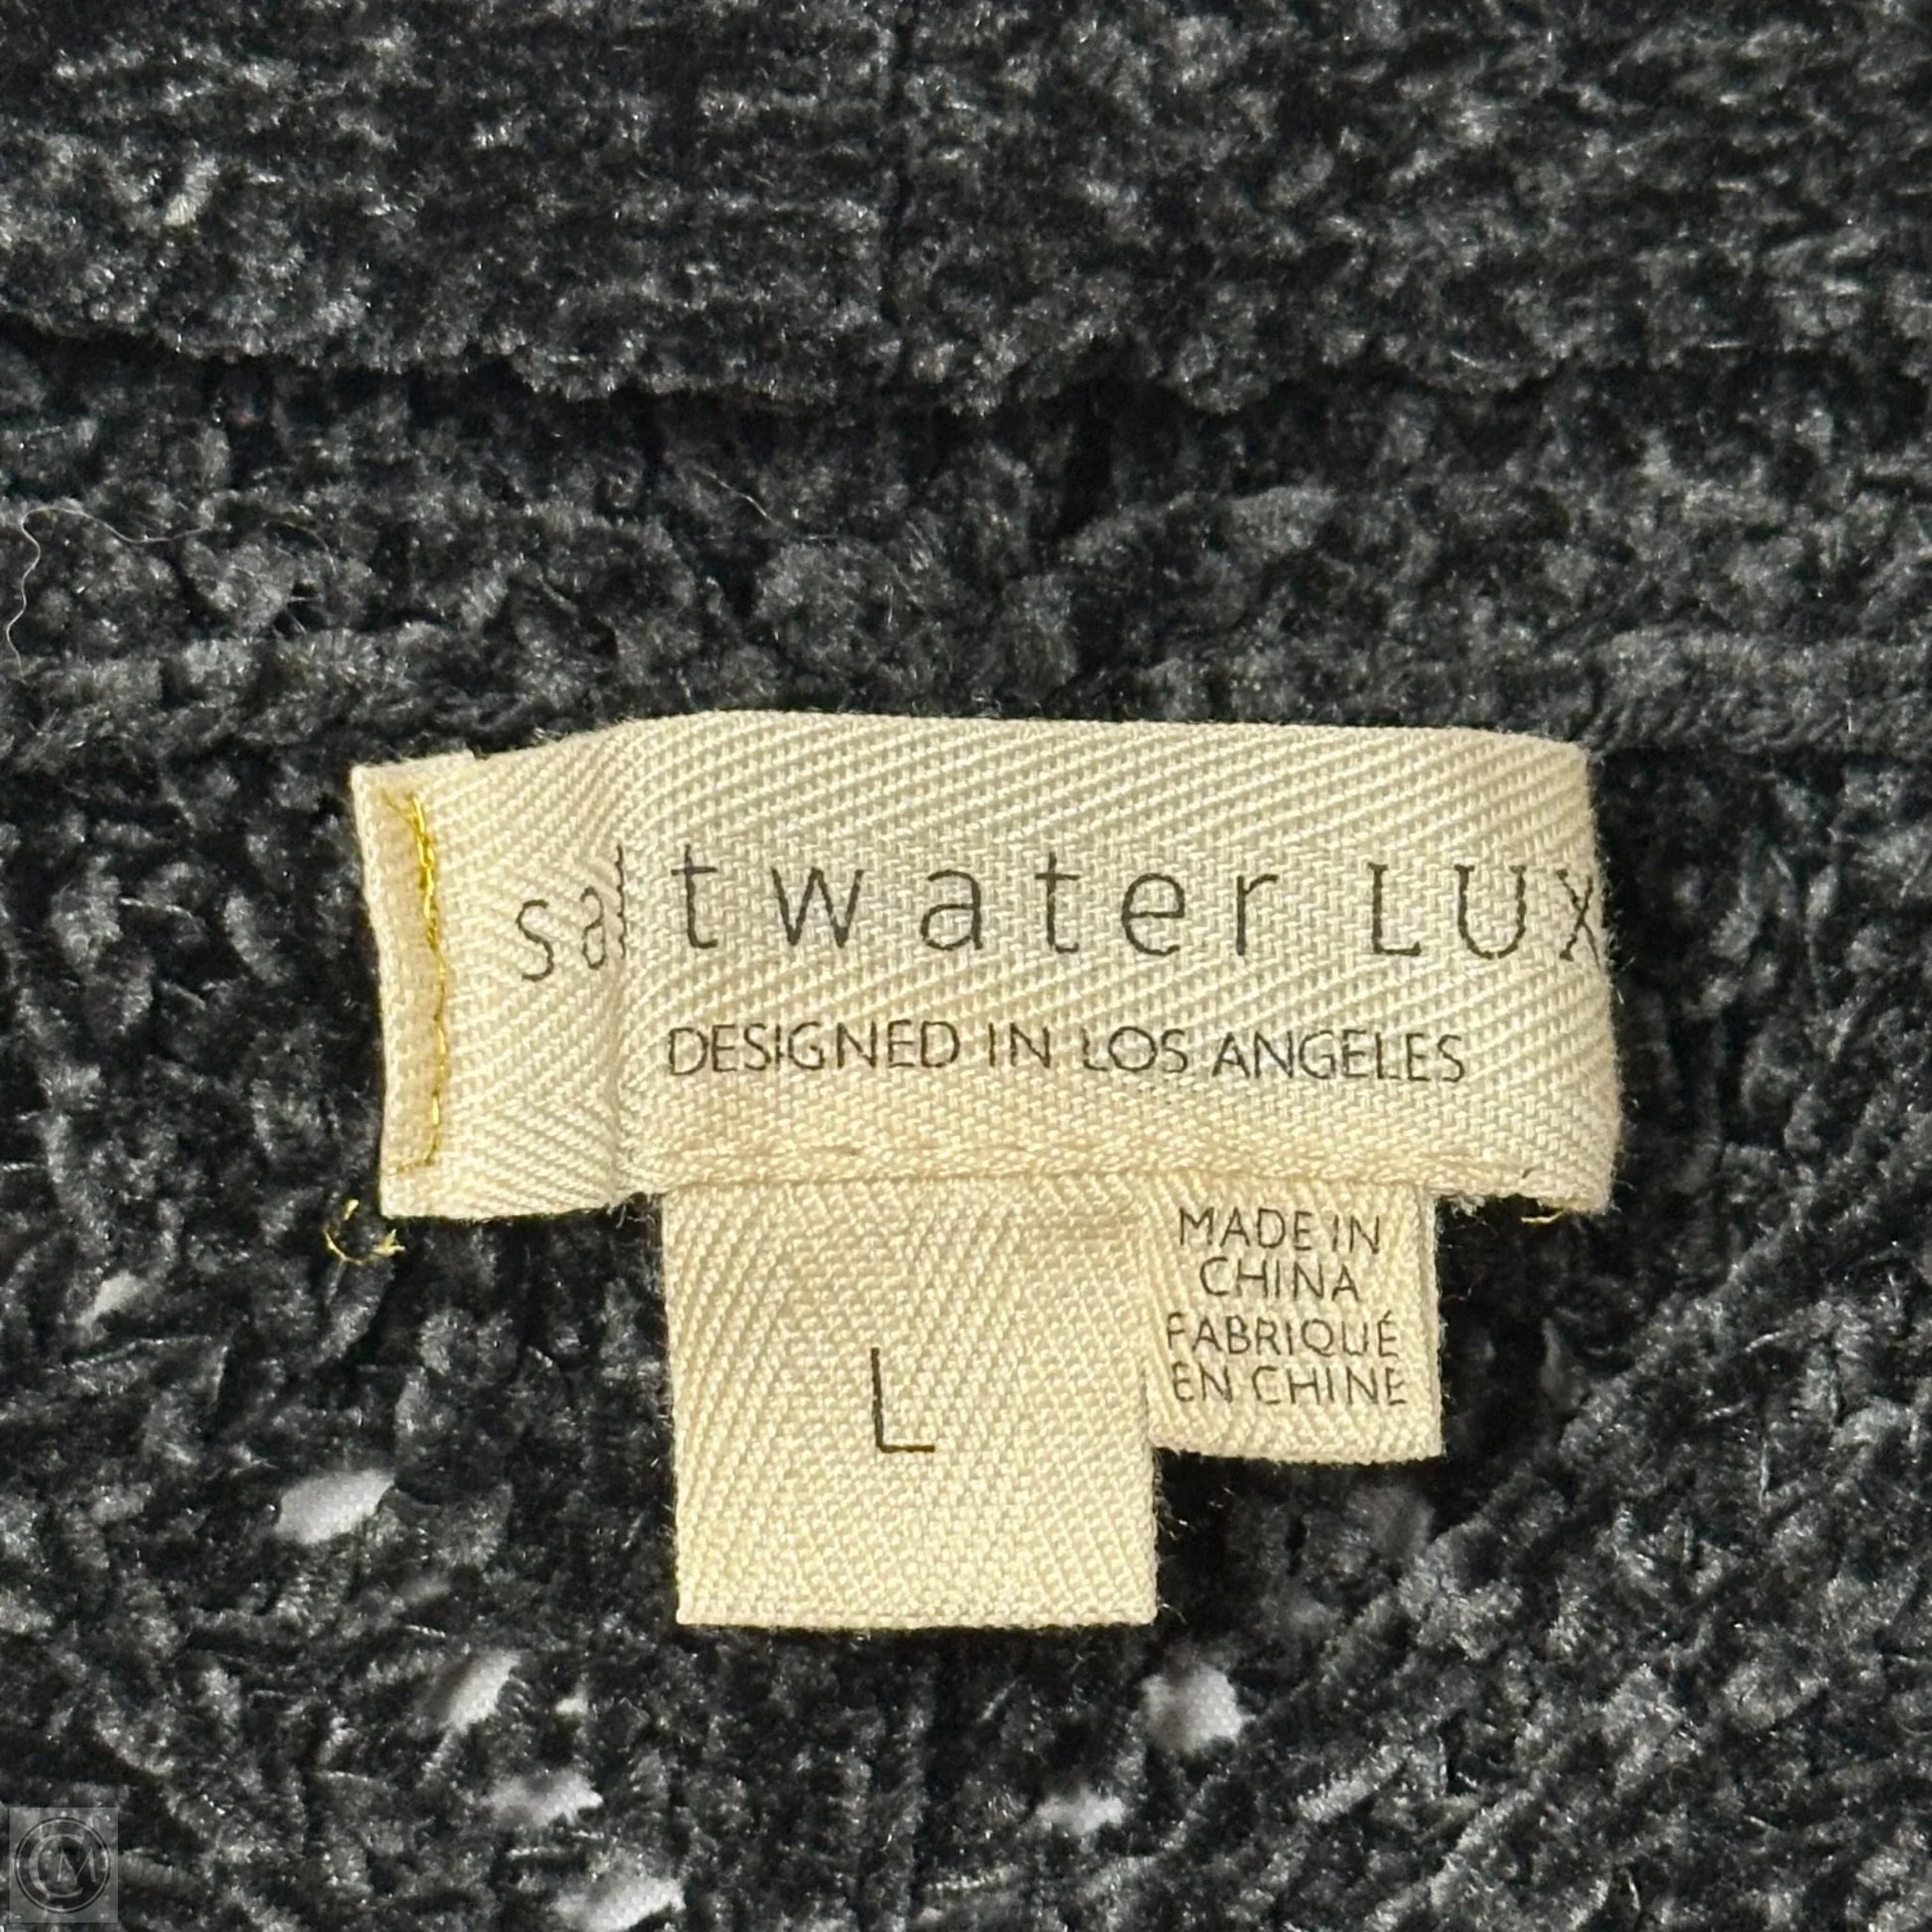 saltwater LUX
DESIGNED IN LOS ANGELES
L
MADE IN
CHINA
FABRIQUÉ
EN CHINE